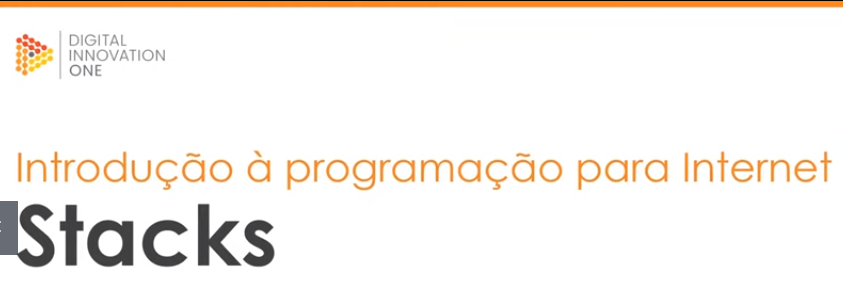 DIGITAL
INNOVATION
ONE
Introdução à programação para Internet
Stacks